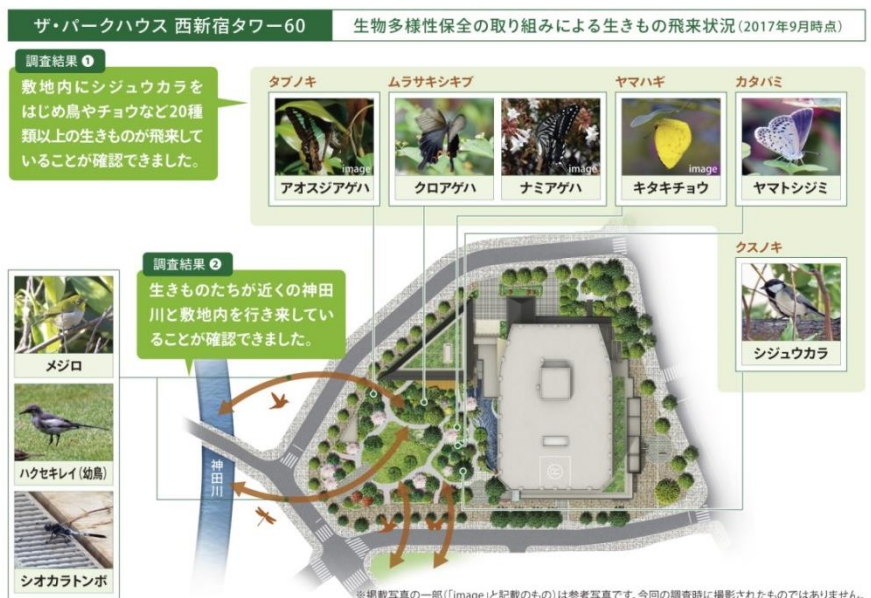 ザ・パークハウス 西新宿タワー60
生物多様性保全の取り組みによる生きもの飛来状況(2017年9月時点)
調査結果❶
敷地内にシジュウカラを
はじめ鳥やチョウなど20種
類以上の生きものが飛来して
いることが確認できました。
タブノキ
ムラサキシキブ
ヤマハギ
カタバミ
image
image
image
image
アオスジアゲハ
クロアゲハ
ナミアゲハ
キタキチョウ
ヤマトシジミ
調査結果❷
生きものたちが近くの神田
川と敷地内を行き来してい
ることが確認できました。
クスノキ
シジュウカラ
メジロ
ハクセキレイ(幼鳥)
シオカラトンボ
神田川
※掲載写真の一部(「image」と記載のもの)は参考写真です。今回の調査時に撮影されたものではありません。